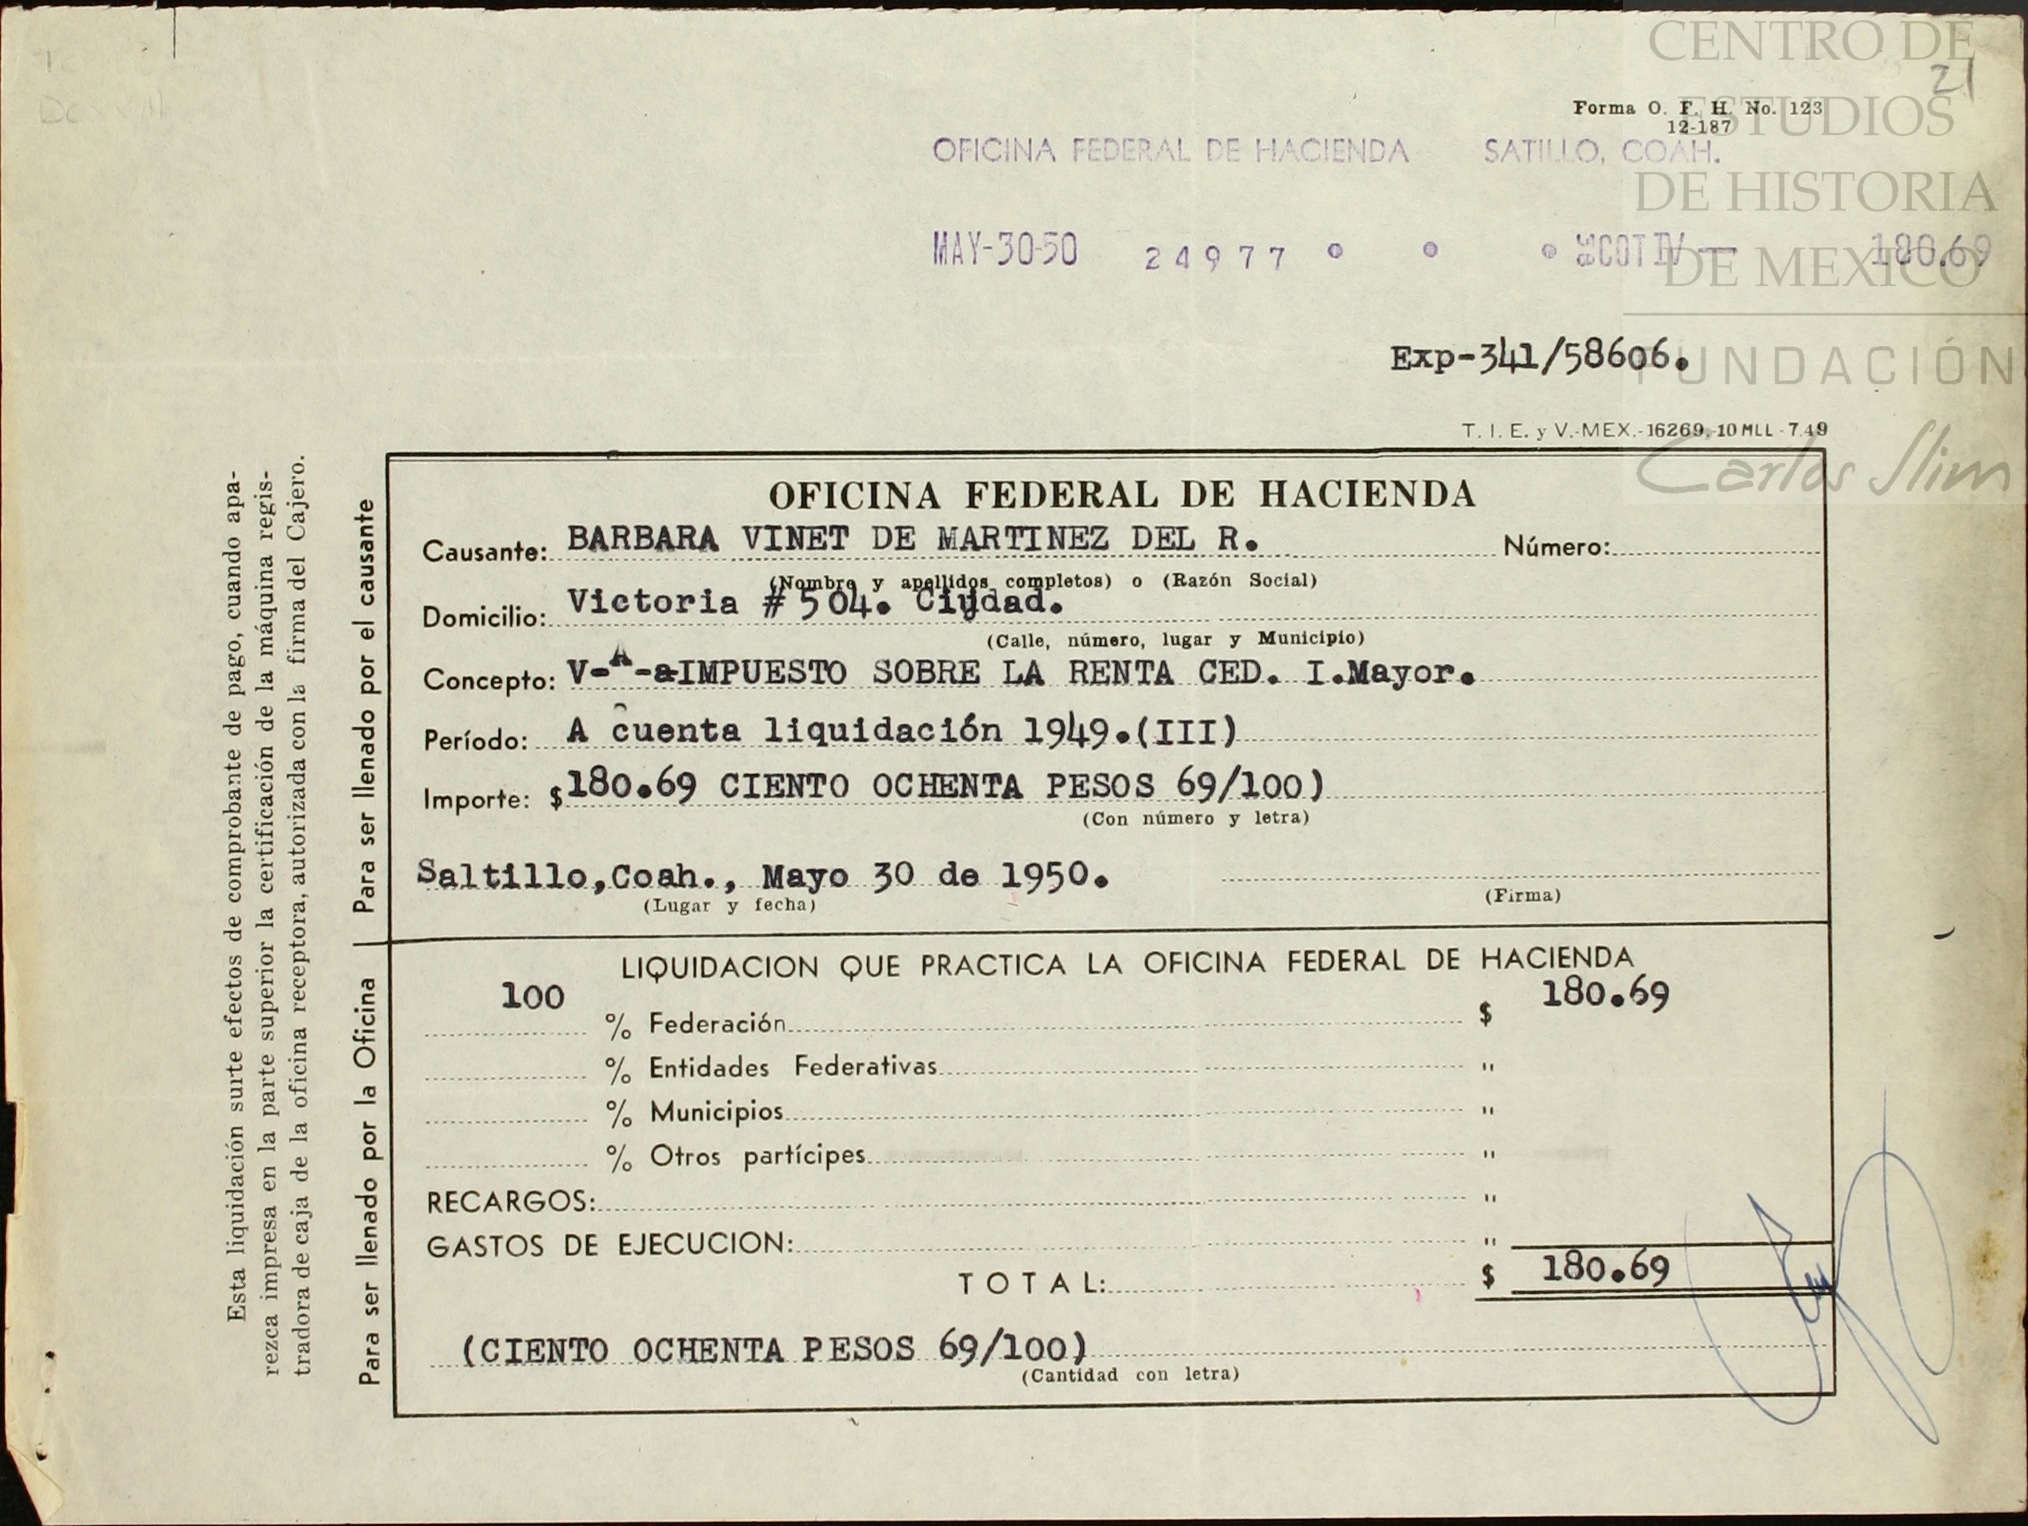 CENTRO DE
ESTUDIOS
DE HISTORIA
DE MEXICO
FUNDACIÓN
Carlos Slim
21
Forma O. F. H. No. 123
12-187
OFICINA FEDERAL DE HACIENDA SATILLO, COAH.
MAY-30-50 24977 180.69
Exp-341/58606.
T. I. E. y V.-MEX.-16269.-10 MLL - 7.49
OFICINA FEDERAL DE HACIENDA
Causante: BARBARA VINET DE MARTINEZ DEL R. Número:
(Nombre y apellidos completos) o (Razón Social)
Domicilio: Victoria #504. Ciudad.
(Calle, número, lugar y Municipio)
Concepto: V-A-a-IMPUESTO SOBRE LA RENTA CED. I.Mayor.
Período: A cuenta liquidación 1949.(III)
Importe: $180.69 CIENTO OCHENTA PESOS 69/100)
(Con número y letra)
Saltillo,Coah., Mayo 30 de 1950.
(Lugar y fecha) (Firma)
LIQUIDACION QUE PRACTICA LA OFICINA FEDERAL DE HACIENDA
100 % Federación $ 180.69
% Entidades Federativas "
% Municipios "
% Otros partícipes "
RECARGOS: "
GASTOS DE EJECUCION: "
TOTAL: $ 180.69
(CIENTO OCHENTA PESOS 69/100)
(Cantidad con letra)
Para ser llenado por el causante
Para ser llenado por la Oficina
Esta liquidación surte efectos de comprobante de pago, cuando apa-
rezca impresa en la parte superior la certificación de la máquina regis-
tradora de caja de la oficina receptora, autorizada con la firma del Cajero.